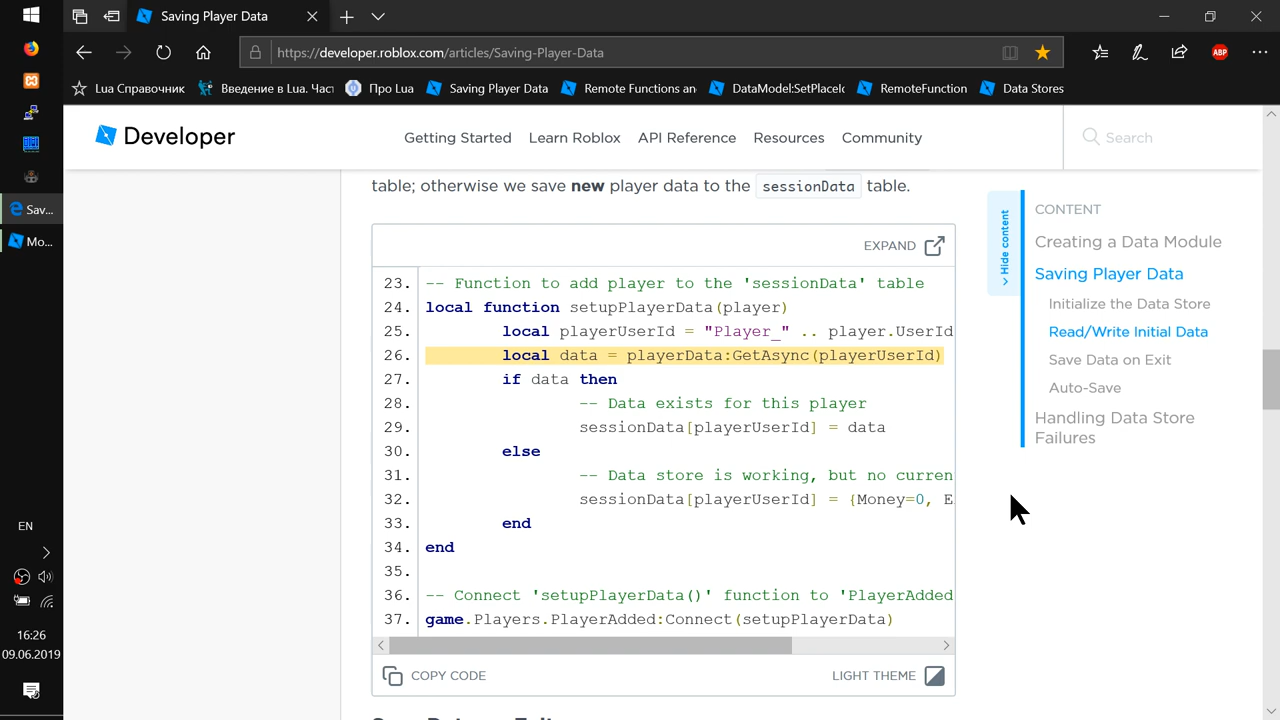 Saving Player Data
https://developer.roblox.com/articles/Saving-Player-Data
ABP
Lua Справочник
Введение в Lua. Час
Про Lua
Saving Player Data
Remote Functions an
DataModel:SetPlaceI
RemoteFunction
Data Stores
Developer
Getting Started
Learn Roblox
API Reference
Resources
Community
Search
table; otherwise we save new player data to the sessionData table.
EXPAND
23. -- Function to add player to the 'sessionData' table
24. local function setupPlayerData(player)
25. local playerUserId = "Player_" .. player.UserId
26. local data = playerData:GetAsync(playerUserId)
27. if data then
28. -- Data exists for this player
29. sessionData[playerUserId] = data
30. else
31. -- Data store is working, but no curren
32. sessionData[playerUserId] = {Money=0, E
33. end
34. end
35.
36. -- Connect 'setupPlayerData()' function to 'PlayerAdded
37. game.Players.PlayerAdded:Connect(setupPlayerData)
COPY CODE
LIGHT THEME
Hide content
CONTENT
Creating a Data Module
Saving Player Data
Initialize the Data Store
Read/Write Initial Data
Save Data on Exit
Auto-Save
Handling Data Store
Failures
Sav...
Mo...
EN
16:26
09.06.2019